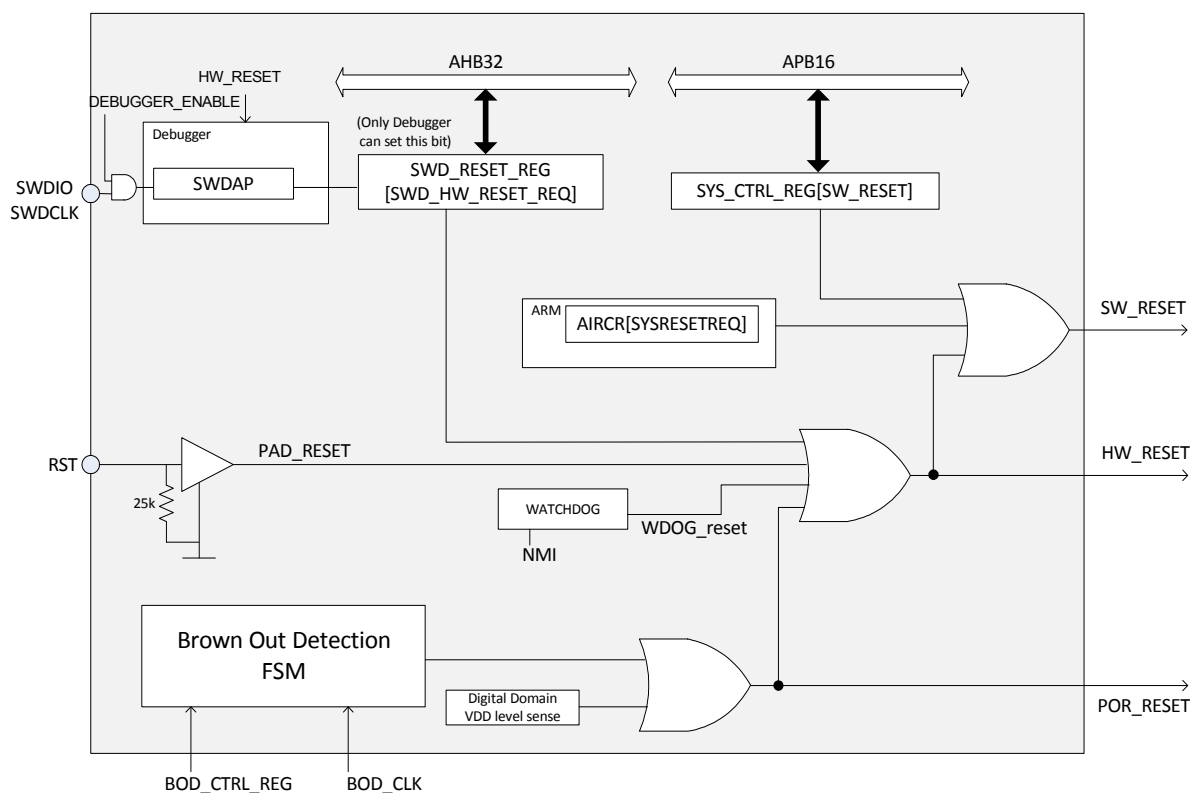 AHB32
APB16
HW_RESET
DEBUGGER_ENABLE
Debugger
SWDAP
(Only Debugger
can set this bit)
SWD_RESET_REG
[SWD_HW_RESET_REQ]
SYS_CTRL_REG[SW_RESET]
SWDIO
SWDCLK
ARM
AIRCR[SYSRESETREQ]
SW_RESET
RST
PAD_RESET
25k
HW_RESET
WATCHDOG
WDOG_reset
NMI
Brown Out Detection
FSM
Digital Domain
VDD level sense
POR_RESET
BOD_CTRL_REG
BOD_CLK